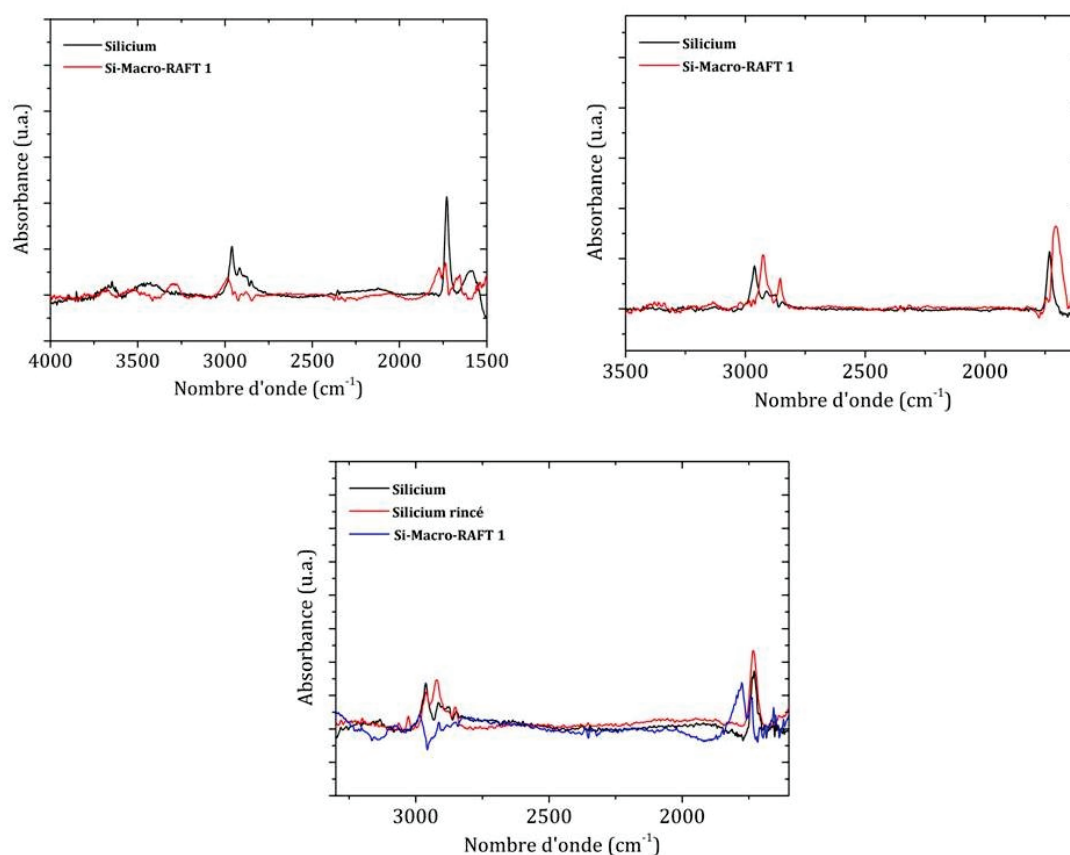 Silicium
Si-Macro-RAFT 1
Absorbance (u.a.)
4000 3500 3000 2500 2000 1500
Nombre d'onde (cm⁻¹)
Silicium
Si-Macro-RAFT 1
Absorbance (u.a.)
3500 3000 2500 2000
Nombre d'onde (cm⁻¹)
Silicium
Silicium rincé
Si-Macro-RAFT 1
Absorbance (u.a.)
3000 2500 2000
Nombre d'onde (cm⁻¹)